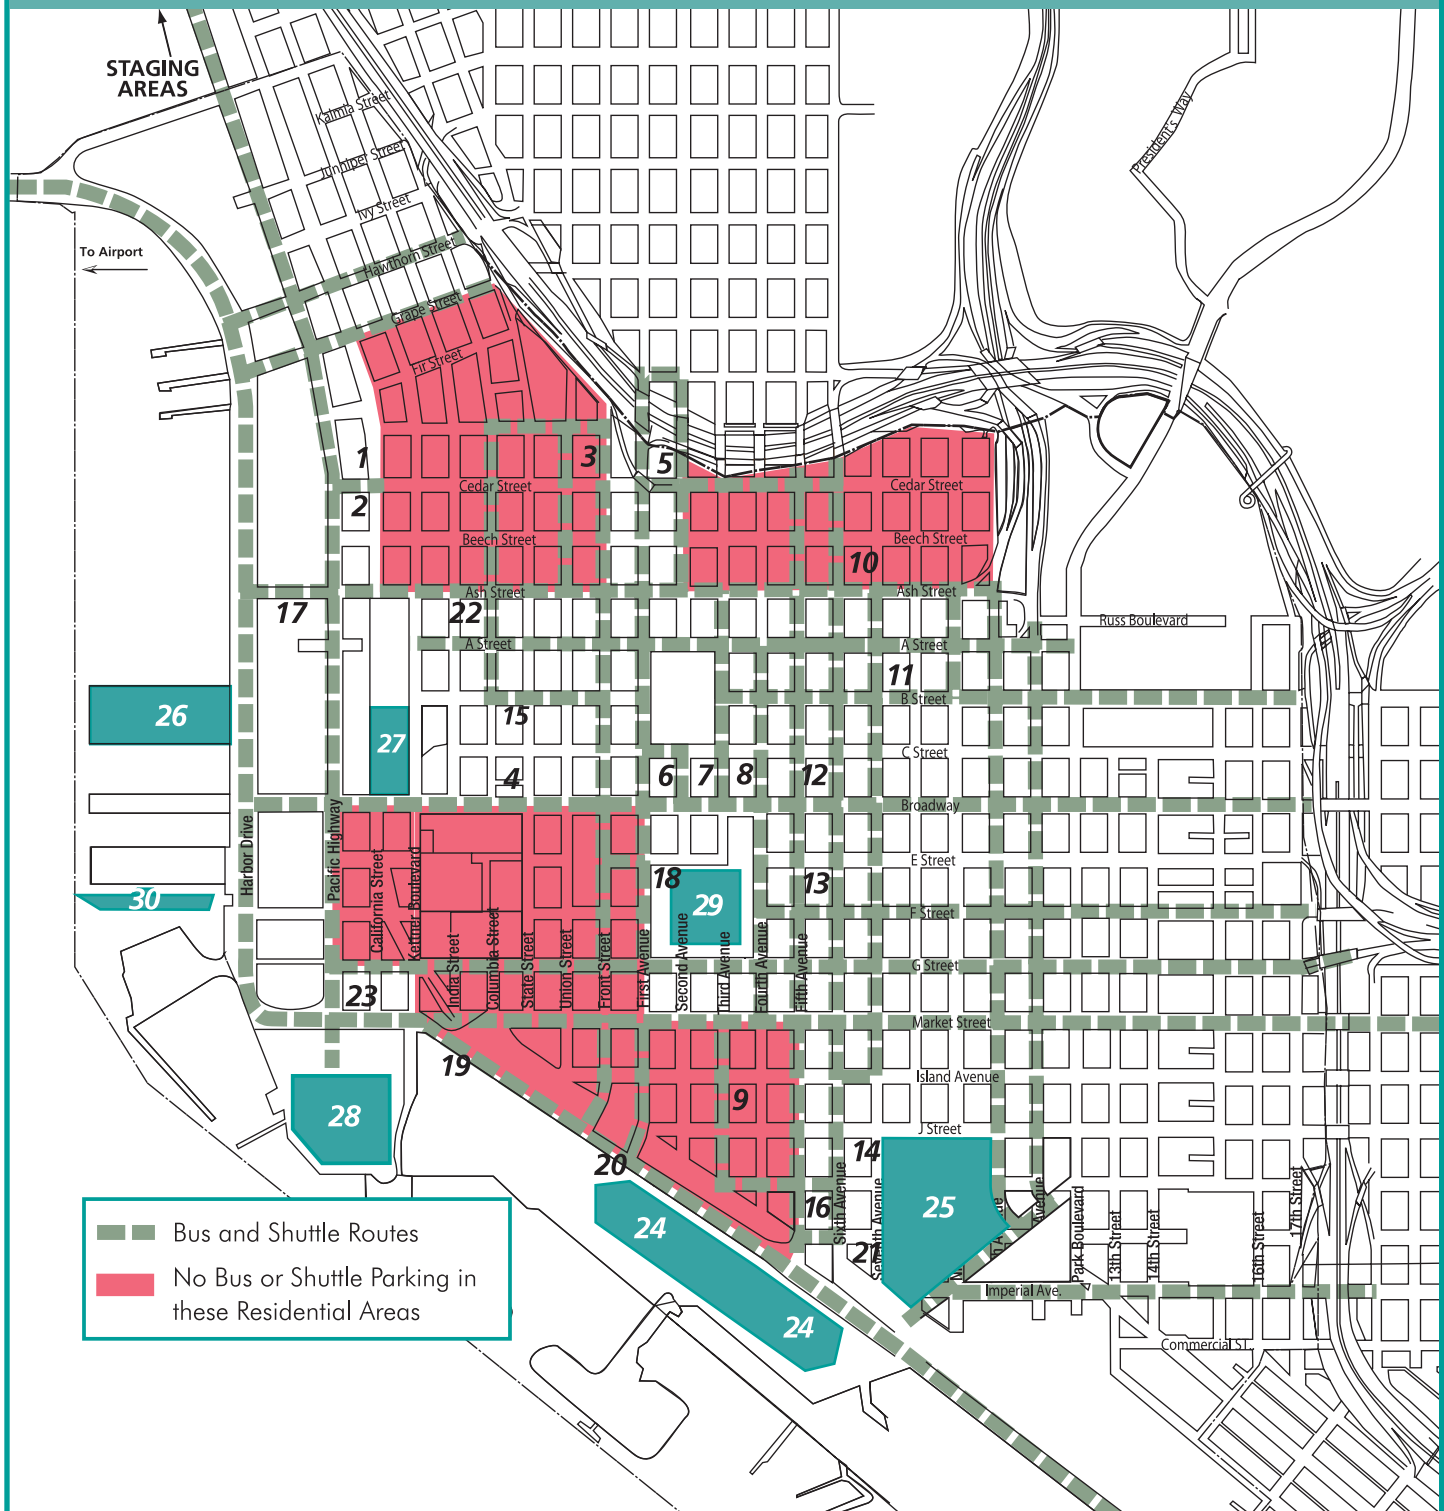 STAGING
AREAS
President's Way
Kalmia Street
Junniper Street
Ivy Street
To Airport
Hawthorn Street
Grape Street
Fir Street
1
3
5
Cedar Street
Cedar Street
2
Beech Street
Beech Street
10
Ash Street
Ash Street
17
22
Russ Boulevard
A Street
A Street
11
B Street
26
15
27
C Street
4
6
7
8
12
Broadway
Harbor Drive
Pacific Highway
California Street
Kettner Boulevard
E Street
18
13
30
29
F Street
India Street
Columbia Street
State Street
Union Street
Front Street
First Avenue
Second Avenue
Third Avenue
Fourth Avenue
Fifth Avenue
G Street
23
Market Street
19
Island Avenue
9
28
J Street
14
20
Sixth Avenue
16
25
24
21
Avenue
Park Boulevard
13th Street
14th Street
16th Street
17th Street
Imperial Ave.
24
Commercial ST.
Bus and Shuttle Routes
No Bus or Shuttle Parking in
these Residential Areas